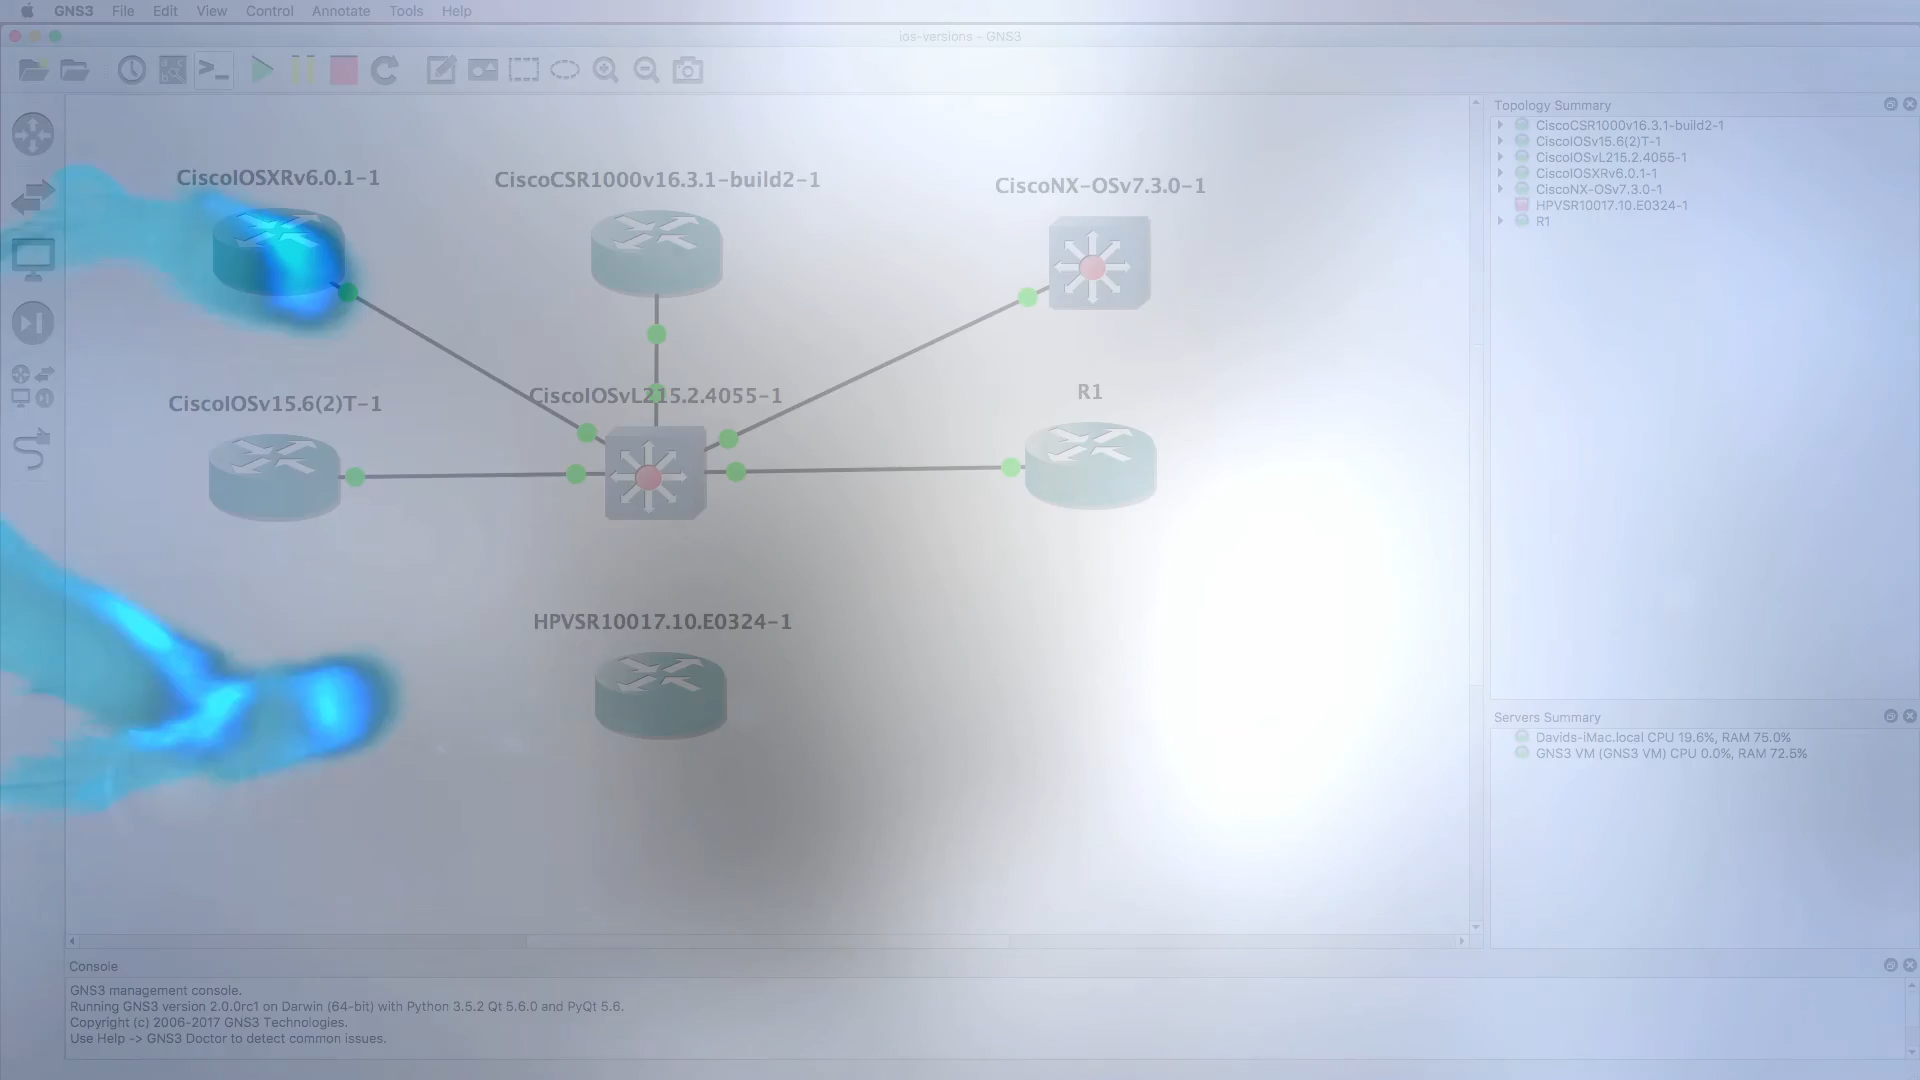 GNS3 File Edit View Control Annotate Tools Help
ios-versions - GNS3
CiscoIOSXRv6.0.1-1
CiscoCSR1000v16.3.1-build2-1
CiscoNX-OSv7.3.0-1
CiscoIOSv15.6(2)T-1
CiscoIOSvL215.2.4055-1
R1
HPVSR10017.10.E0324-1
Topology Summary
CiscoCSR1000v16.3.1-build2-1
CiscoIOSv15.6(2)T-1
CiscoIOSvL215.2.4055-1
CiscoIOSXRv6.0.1-1
CiscoNX-OSv7.3.0-1
HPVSR10017.10.E0324-1
R1
Servers Summary
Davids-iMac.local CPU 19.6%, RAM 75.0%
GNS3 VM (GNS3 VM) CPU 0.0%, RAM 72.5%
Console
GNS3 management console.
Running GNS3 version 2.0.0rc1 on Darwin (64-bit) with Python 3.5.2 Qt 5.6.0 and PyQt 5.6.
Copyright (c) 2006-2017 GNS3 Technologies.
Use Help -> GNS3 Doctor to detect common issues.